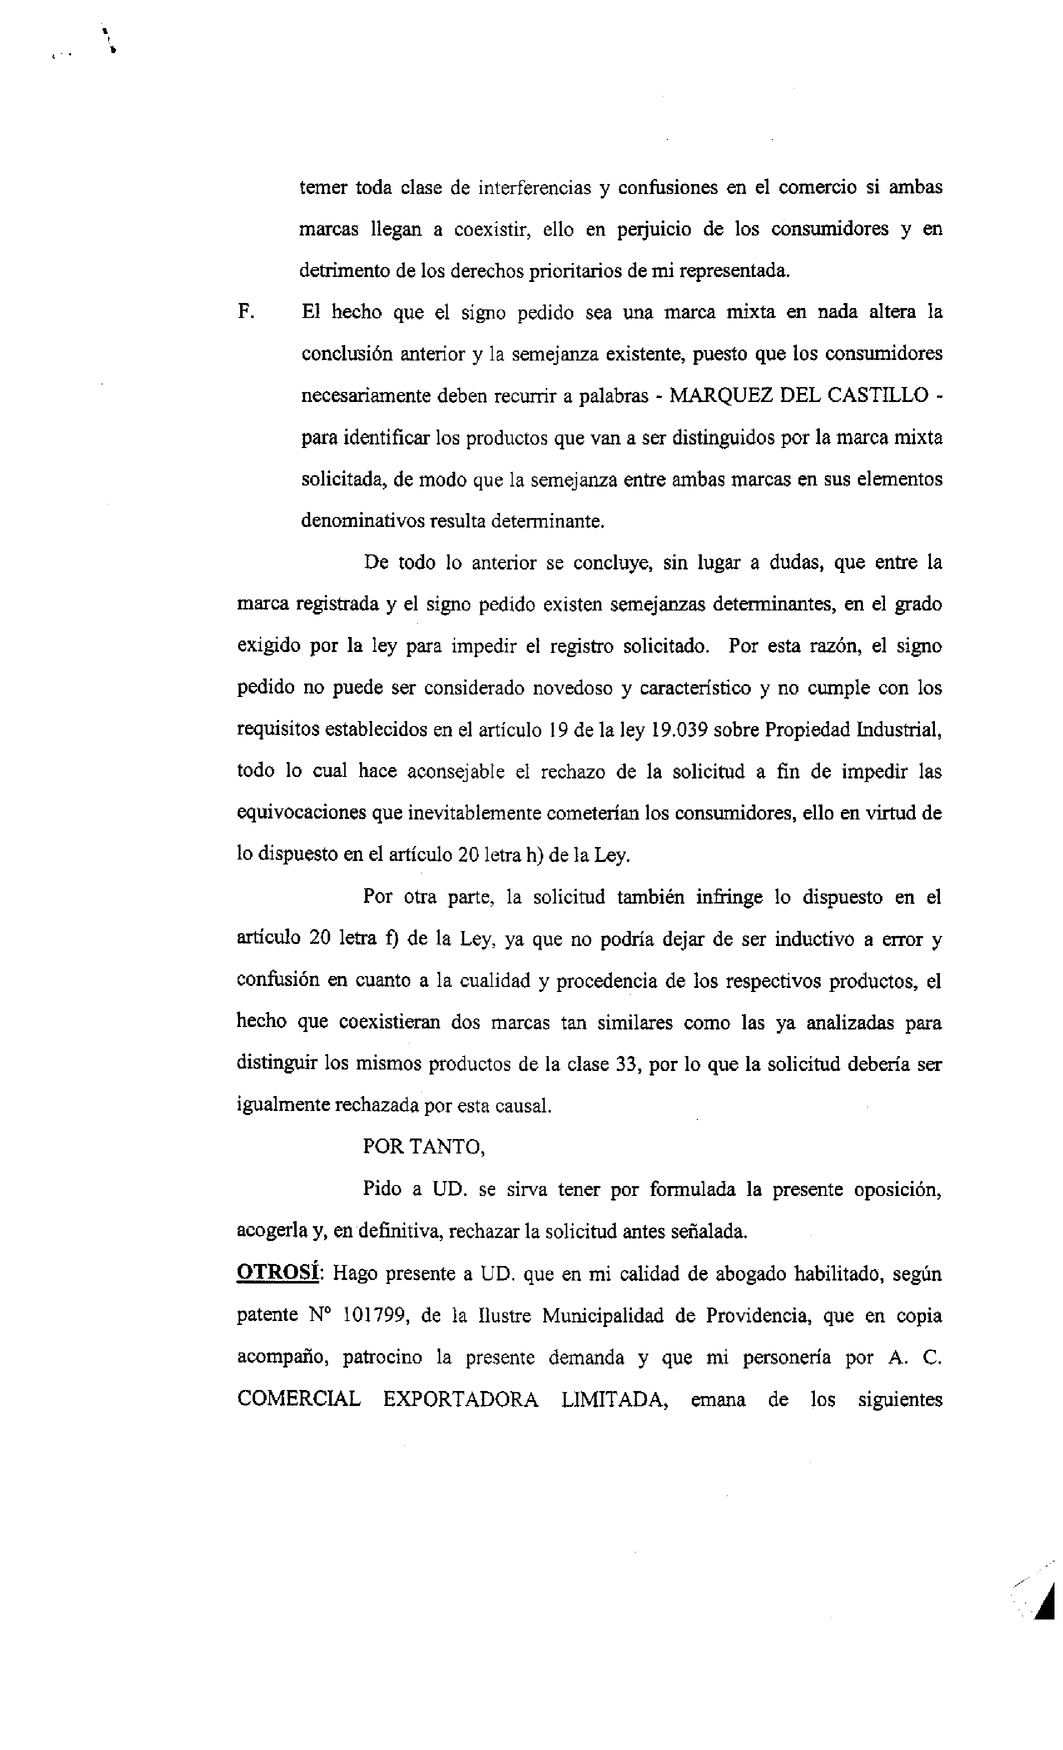 temer toda clase de interferencias y confusiones en el comercio si ambas
marcas llegan a coexistir, ello en perjuicio de los consumidores y en
detrimento de los derechos prioritarios de mi representada.
F. El hecho que el signo pedido sea una marca mixta en nada altera la
conclusión anterior y la semejanza existente, puesto que los consumidores
necesariamente deben recurrir a palabras - MARQUEZ DEL CASTILLO -
para identificar los productos que van a ser distinguidos por la marca mixta
solicitada, de modo que la semejanza entre ambas marcas en sus elementos
denominativos resulta determinante.
De todo lo anterior se concluye, sin lugar a dudas, que entre la
marca registrada y el signo pedido existen semejanzas determinantes, en el grado
exigido por la ley para impedir el registro solicitado. Por esta razón, el signo
pedido no puede ser considerado novedoso y característico y no cumple con los
requisitos establecidos en el artículo 19 de la ley 19.039 sobre Propiedad Industrial,
todo lo cual hace aconsejable el rechazo de la solicitud a fin de impedir las
equivocaciones que inevitablemente cometerían los consumidores, ello en virtud de
lo dispuesto en el artículo 20 letra h) de la Ley.
Por otra parte, la solicitud también infringe lo dispuesto en el
artículo 20 letra f) de la Ley, ya que no podría dejar de ser inductivo a error y
confusión en cuanto a la cualidad y procedencia de los respectivos productos, el
hecho que coexistieran dos marcas tan similares como las ya analizadas para
distinguir los mismos productos de la clase 33, por lo que la solicitud debería ser
igualmente rechazada por esta causal.
POR TANTO,
Pido a UD. se sirva tener por formulada la presente oposición,
acogerla y, en definitiva, rechazar la solicitud antes señalada.
OTROSÍ: Hago presente a UD. que en mi calidad de abogado habilitado, según
patente Nº 101799, de la Ilustre Municipalidad de Providencia, que en copia
acompaño, patrocino la presente demanda y que mi personería por A. C.
COMERCIAL EXPORTADORA LIMITADA, emana de los siguientes